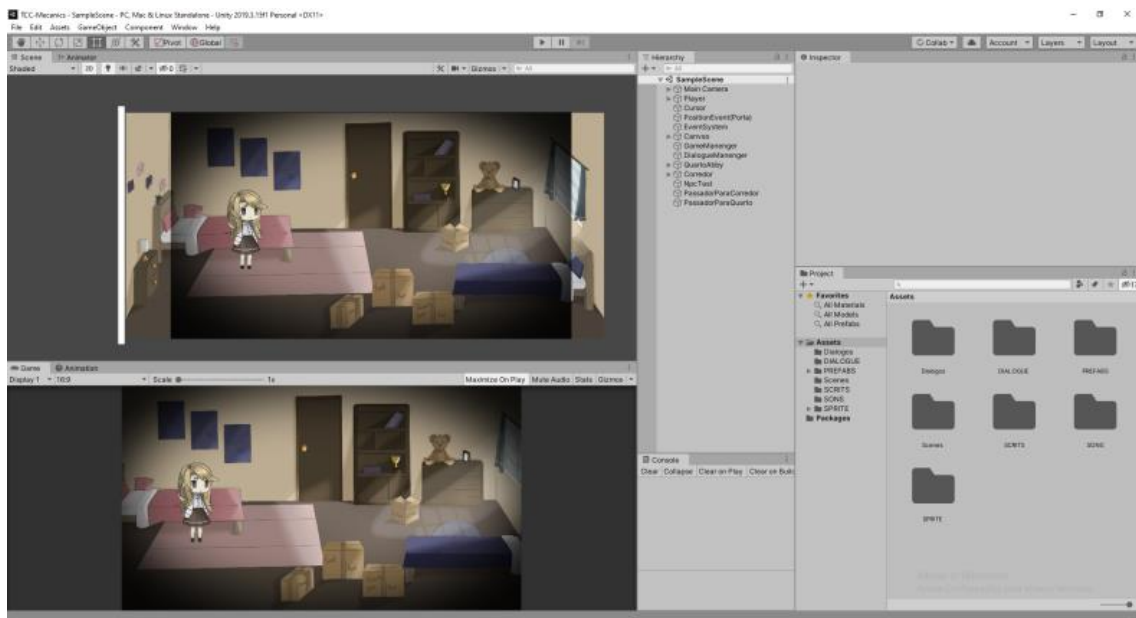 TCC-Mecanics - SampleScene - PC, Mac & Linux Standalone - Unity 2019.3.15f1 Personal <DX11>
File Edit Assets GameObject Component Window Help
Pivot Global
Collab Account Layers Layout
Scene Animator
Shaded 2D Gizmos All
Hierarchy
All
SampleScene
Main Camera
Player
Cursor
PositionEvent(Porta)
EventSystem
Canvas
GameManenger
DialogueManenger
QuartoAbby
Corredor
NpcTest
PassadorParaCorredor
PassadorParaQuarto
Inspector
Game Animation
Display 1 16:9 Scale 1x Maximize On Play Mute Audio Stats Gizmos
Console
Clear Collapse Clear on Play Clear on Build
Project
Favorites
All Materials
All Models
All Prefabs
Assets
Dialogos
DIALOGUE
PREFABS
Scenes
SCRITS
SONS
SPRITE
Packages
Assets
Dialogos DIALOGUE PREFABS
Scenes SCRITS SONS
SPRITE